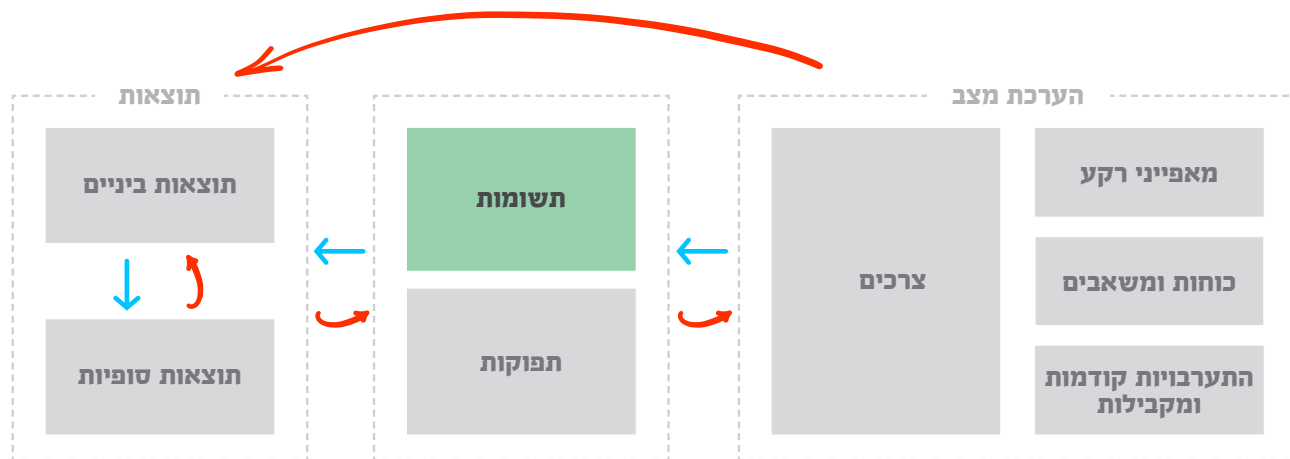 הערכת מצב
תוצאות
מאפייני רקע
כוחות ומשאבים
התערבויות קודמות
ומקבילות
צרכים
תשומות
תפוקות
תוצאות ביניים
תוצאות סופיות